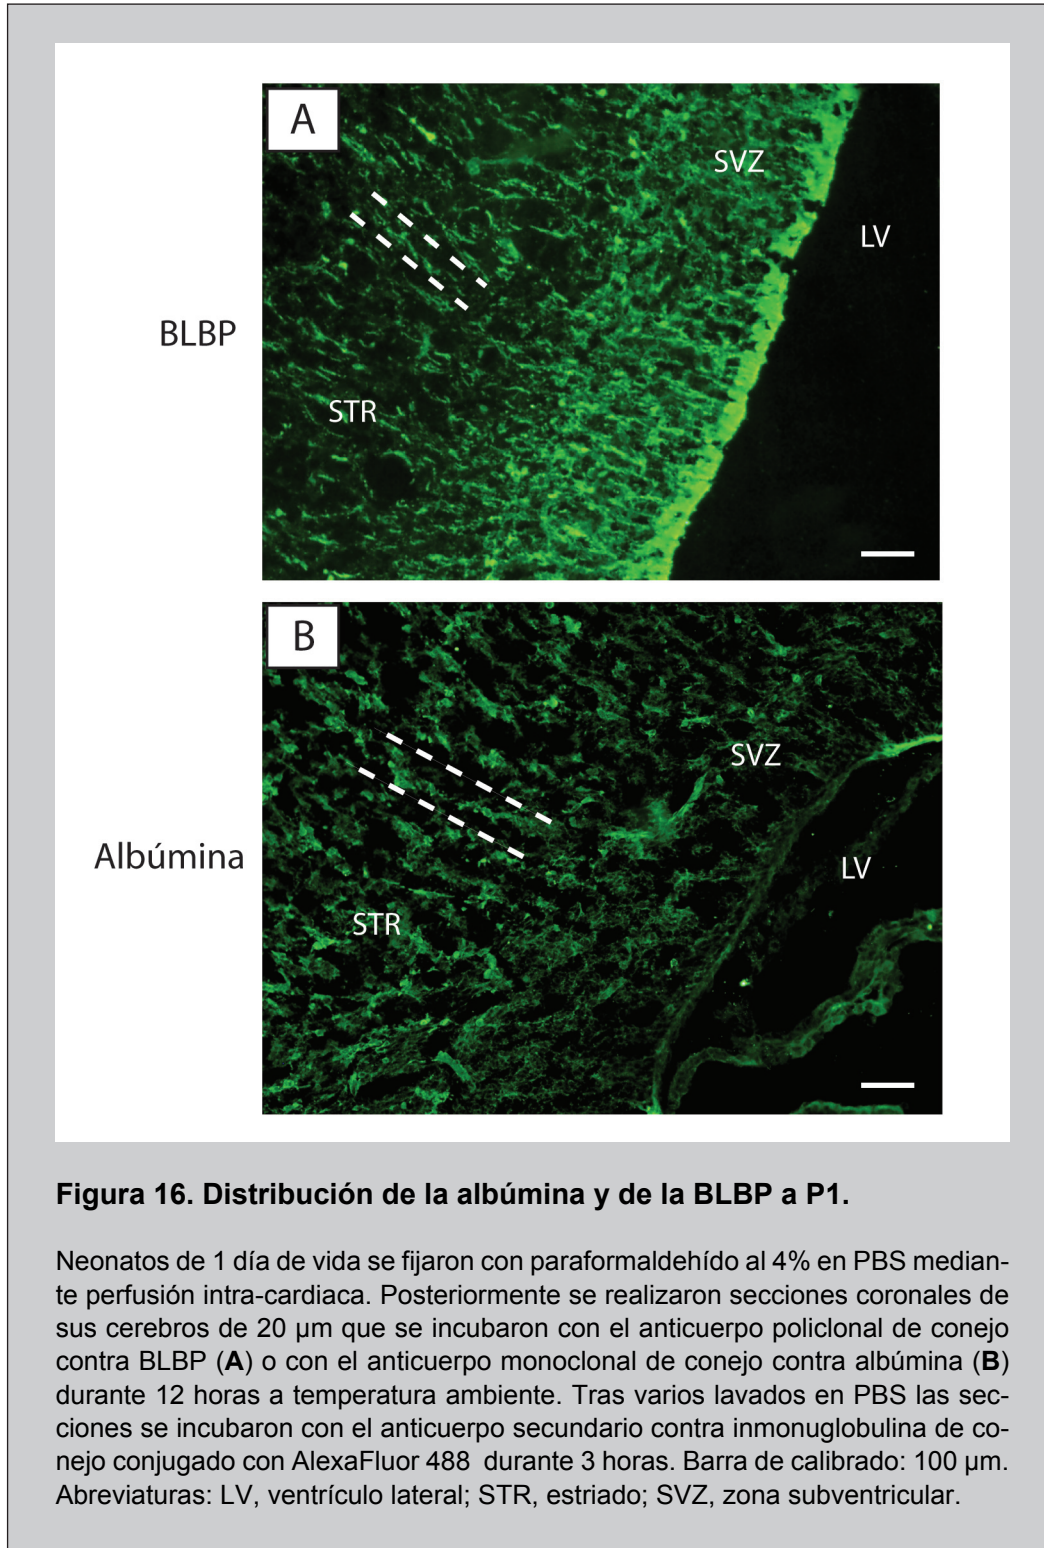 A
SVZ
LV
BLBP
STR
B
SVZ
Albúmina
LV
STR
Figura 16. Distribución de la albúmina y de la BLBP a P1.
Neonatos de 1 día de vida se fijaron con paraformaldehído al 4% en PBS median-
te perfusión intra-cardiaca. Posteriormente se realizaron secciones coronales de
sus cerebros de 20 µm que se incubaron con el anticuerpo policlonal de conejo
contra BLBP (A) o con el anticuerpo monoclonal de conejo contra albúmina (B)
durante 12 horas a temperatura ambiente. Tras varios lavados en PBS las sec-
ciones se incubaron con el anticuerpo secundario contra inmonuglobulina de co-
nejo conjugado con AlexaFluor 488 durante 3 horas. Barra de calibrado: 100 µm.
Abreviaturas: LV, ventrículo lateral; STR, estriado; SVZ, zona subventricular.